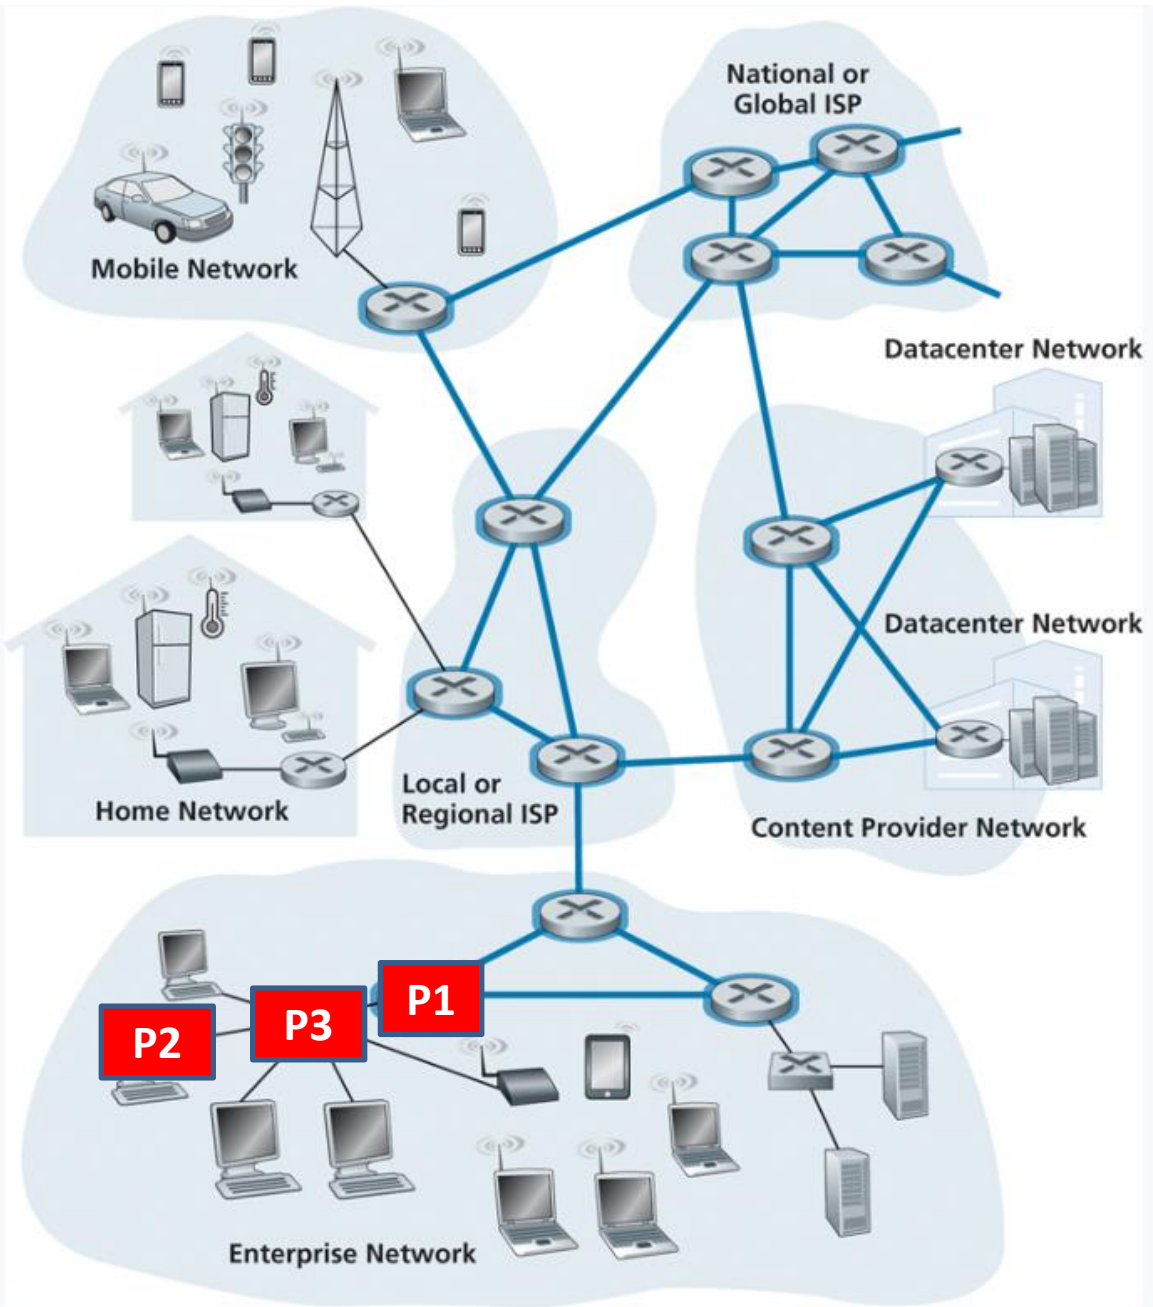 National or
Global ISP
Mobile Network
Datacenter Network
Datacenter Network
Local or
Regional ISP
Home Network
Content Provider Network
P1
P2
P3
Enterprise Network